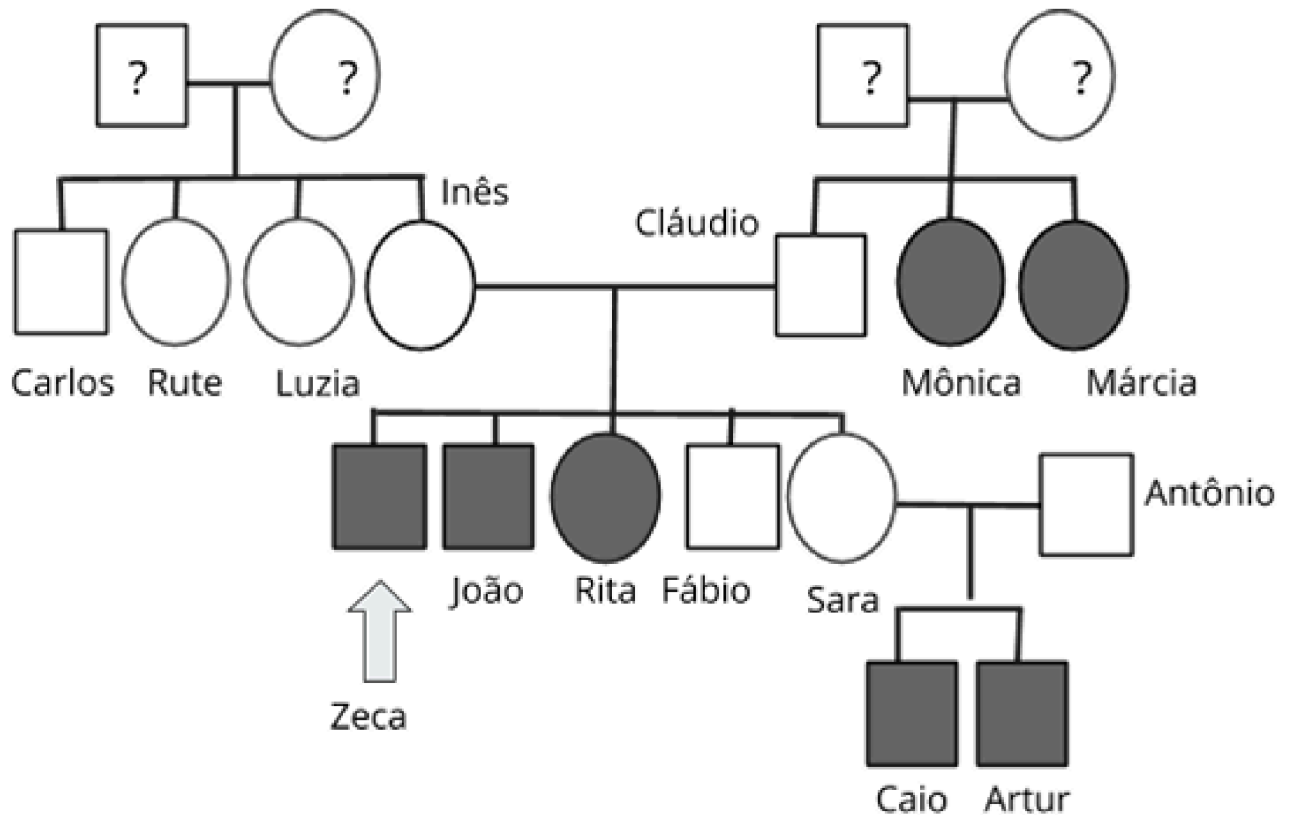 ? ? ? ?
Inês
Cláudio
Carlos Rute Luzia Mônica Márcia
Antônio
João Rita Fábio Sara
Zeca
Caio Artur